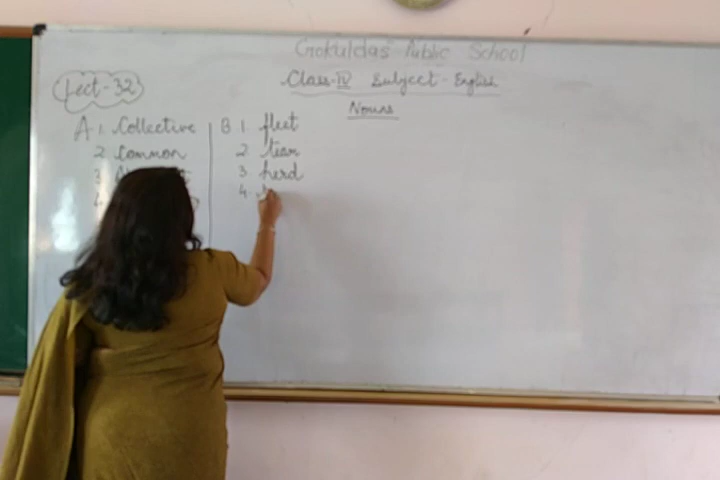 Gokuldas Public School
Lect-32
Class-IV Subject-English
Nouns
A 1. Collective
2. Common
3.
B 1. fleet
2. team
3. herd
4.